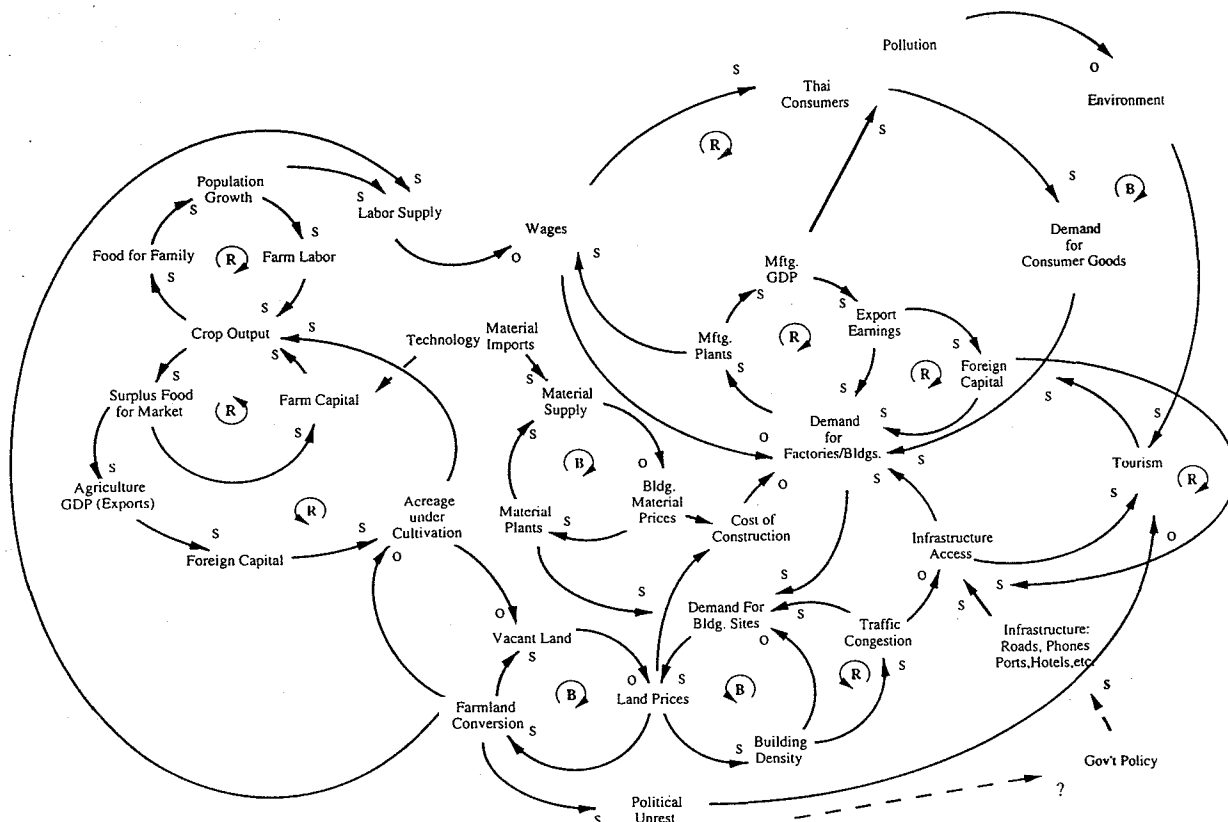 Pollution
S
O
Thai
Consumers
Environment
S
R
S
S
B
Population
Growth
S
S
Labor Supply
S
S
Wages
O
S
Demand
for
Consumer Goods
Food for Family
R
Farm Labor
S
S
Mftg.
GDP
S
S
Export
Earnings
Crop Output
S
S
Technology
Material
Imports
Mftg.
Plants
R
S
S
S
R
Foreign
Capital
Surplus Food
for Market
R
Farm Capital
S
Material
Supply
S
S
S
S
S
S
S
O
Demand
for
Factories/Bldgs.
S
S
Tourism
R
S
Agriculture
GDP (Exports)
B
O
Bldg.
Material
Prices
O
S
R
S
Acreage
under
Cultivation
O
Material
Plants
S
Cost of
Construction
Infrastructure
Access
O
Foreign Capital
S
O
S
S
Demand For
Bldg. Sites
O
S
Traffic
Congestion
S
S
Infrastructure:
Roads, Phones
Ports,Hotels,etc.
O
Vacant Land
S
B
O
Land Prices
S
B
R
S
S
Farmland
Conversion
S
S
Building
Density
Gov't Policy
?
Political
Unrest
S